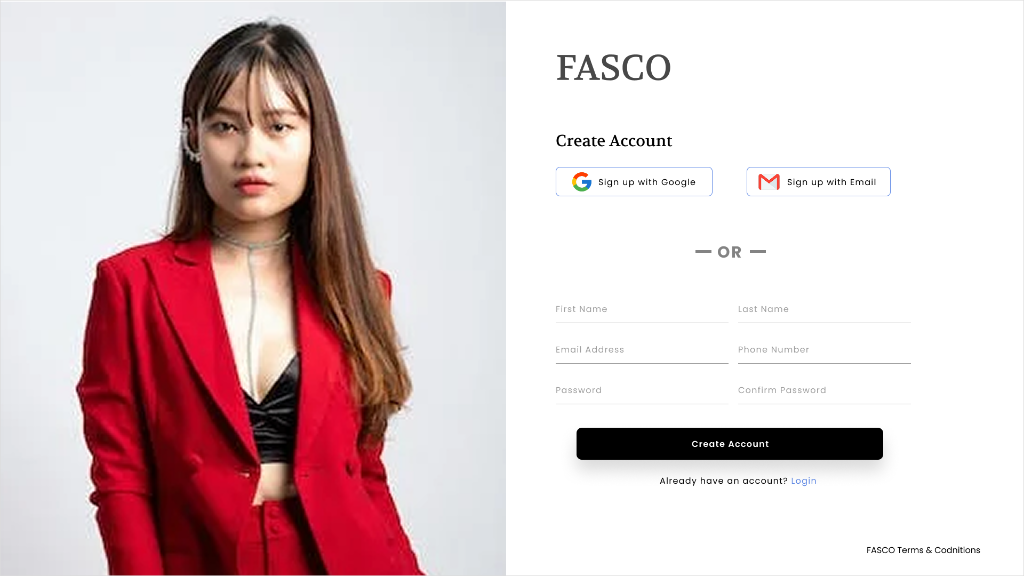 FASCO
Create Account
Sign up with Google
Sign up with Email
OR
First Name
Last Name
Email Address
Phone Number
Password
Confirm Password
Create Account
Already have an account? Login
FASCO Terms & Codnitions